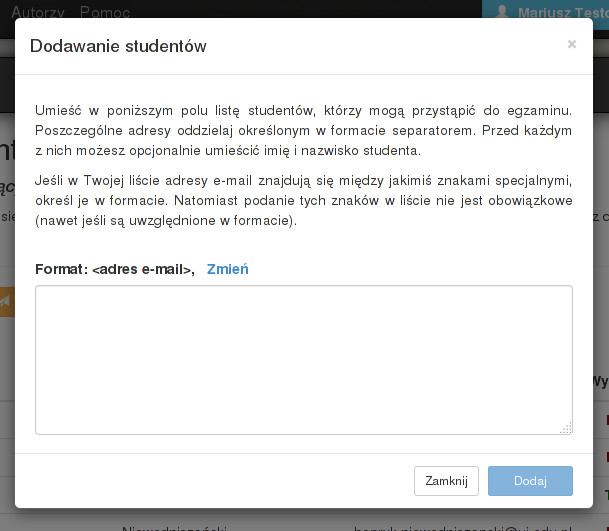 Autorzy Pomoc
Mariusz Testo
Dodawanie studentów
×
Umieść w poniższym polu listę studentów, którzy mogą przystąpić do egzaminu.
Poszczególne adresy oddzielaj określonym w formacie separatorem. Przed każdym
z nich możesz opcjonalnie umieścić imię i nazwisko studenta.
Jeśli w Twojej liście adresy e-mail znajdują się między jakimiś znakami specjalnymi,
określ je w formacie. Natomiast podanie tych znaków w liście nie jest obowiązkowe
(nawet jeśli są uwzględnione w formacie).
Format: <adres e-mail>, Zmień
Wy
Zamknij Dodaj